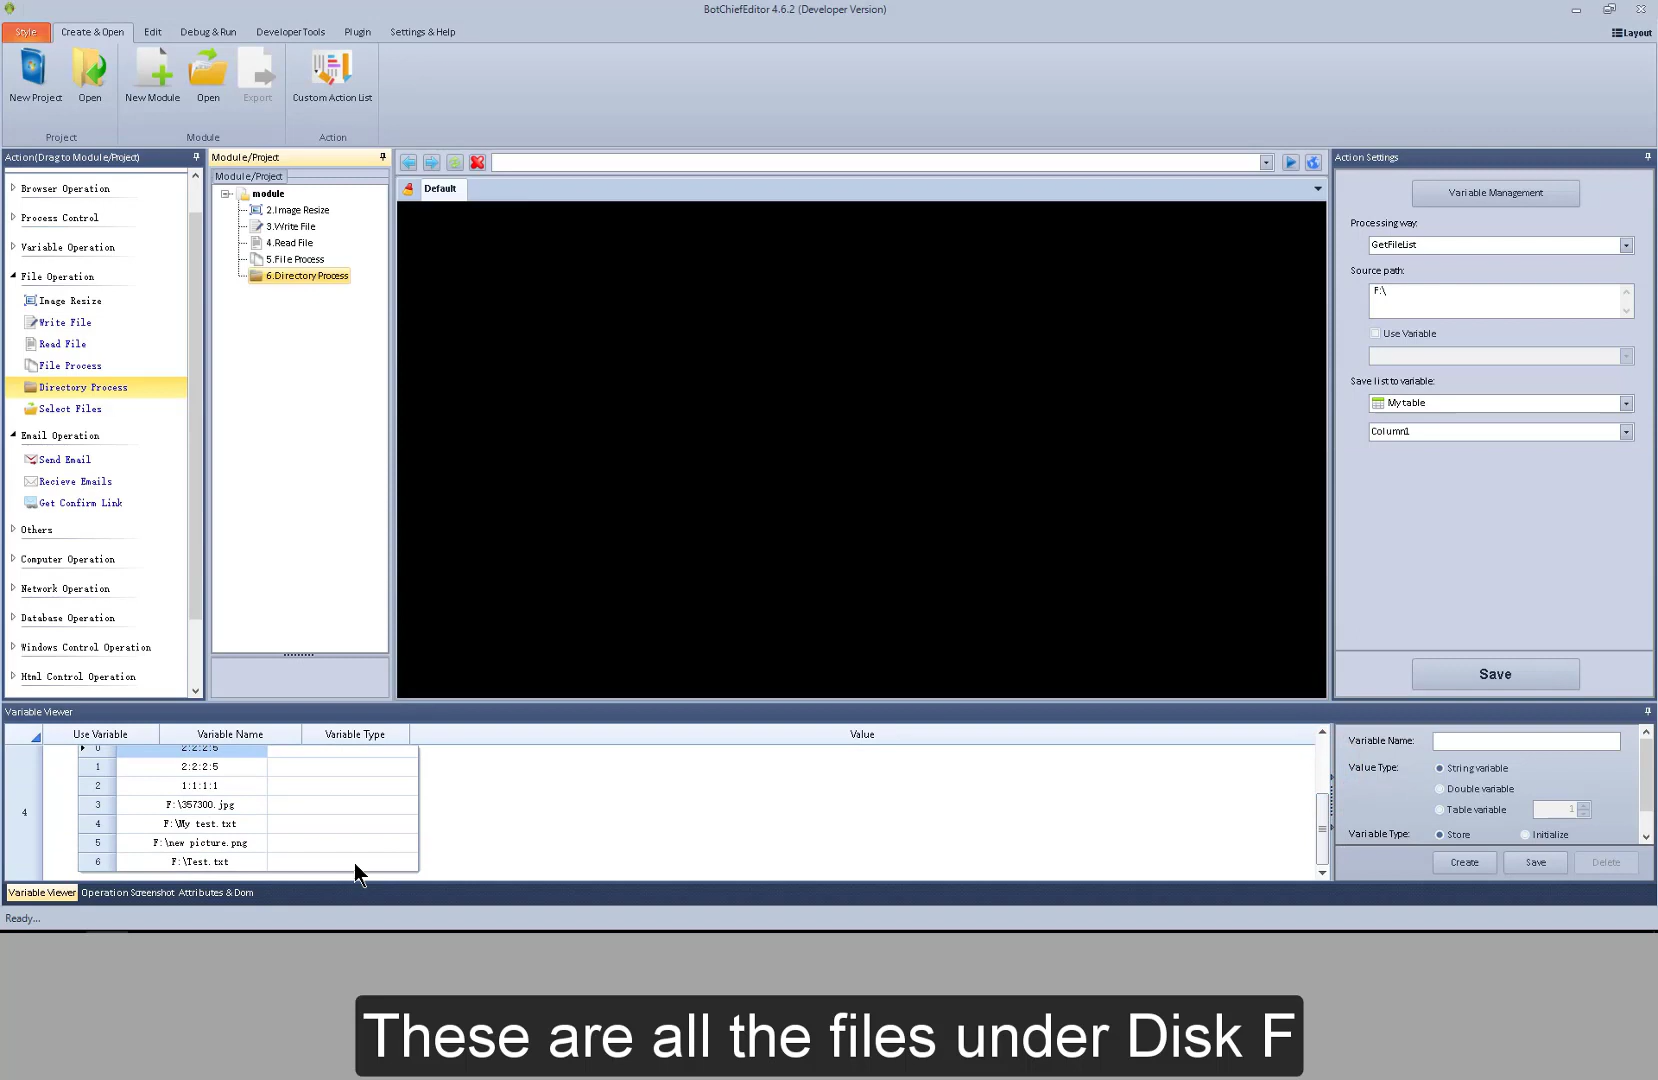 BotChiefEditor 4.6.2 (Developer Version)
Style
Create & Open
Edit
Debug & Run
Developer Tools
Plugin
Settings & Help
Layout
New Project
Open
New Module
Open
Export
Custom Action List
Project
Module
Action
Action(Drag to Module/Project)
Browser Operation
Process Control
Variable Operation
File Operation
Image Resize
Write File
Read File
File Process
Directory Process
Select Files
Email Operation
Send Email
Recieve Emails
Get Confirm Link
Others
Computer Operation
Network Operation
Database Operation
Windows Control Operation
Html Control Operation
Module/Project
Module/Project
module
2.Image Resize
3.Write File
4.Read File
5.File Process
6.Directory Process
Default
Action Settings
Variable Management
Processing way:
GetFileList
Source path:
F:\
Use Variable
Save list to variable:
Mytable
Column1
Save
Variable Viewer
Use Variable
Variable Name
Variable Type
Value
4
0 2:2:2:5
1 2:2:2:5
2 1:1:1:1
3 F:\357300.jpg
4 F:\My test.txt
5 F:\new picture.png
6 F:\Test.txt
Variable Name:
Value Type:
String variable
Double variable
Table variable
1
Variable Type:
Store
Initialize
Create
Save
Delete
Variable Viewer
Operation Screenshot
Attributes & Dom
Ready...
These are all the files under Disk F